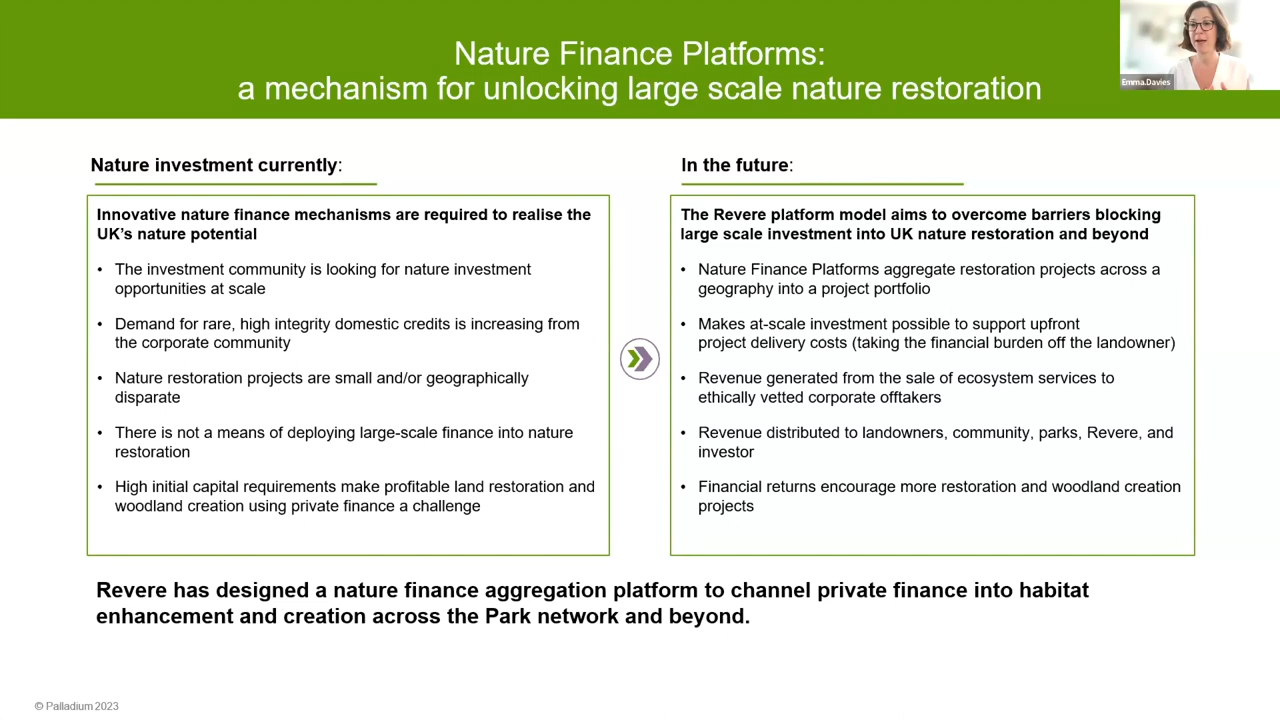 Nature Finance Platforms:
a mechanism for unlocking large scale nature restoration
Emma.Davies
Nature investment currently:
Innovative nature finance mechanisms are required to realise the
UK's nature potential
• The investment community is looking for nature investment
opportunities at scale
• Demand for rare, high integrity domestic credits is increasing from
the corporate community
• Nature restoration projects are small and/or geographically
disparate
• There is not a means of deploying large-scale finance into nature
restoration
• High initial capital requirements make profitable land restoration and
woodland creation using private finance a challenge
In the future:
The Revere platform model aims to overcome barriers blocking
large scale investment into UK nature restoration and beyond
• Nature Finance Platforms aggregate restoration projects across a
geography into a project portfolio
• Makes at-scale investment possible to support upfront
project delivery costs (taking the financial burden off the landowner)
• Revenue generated from the sale of ecosystem services to
ethically vetted corporate offtakers
• Revenue distributed to landowners, community, parks, Revere, and
investor
• Financial returns encourage more restoration and woodland creation
projects
Revere has designed a nature finance aggregation platform to channel private finance into habitat
enhancement and creation across the Park network and beyond.
© Palladium 2023